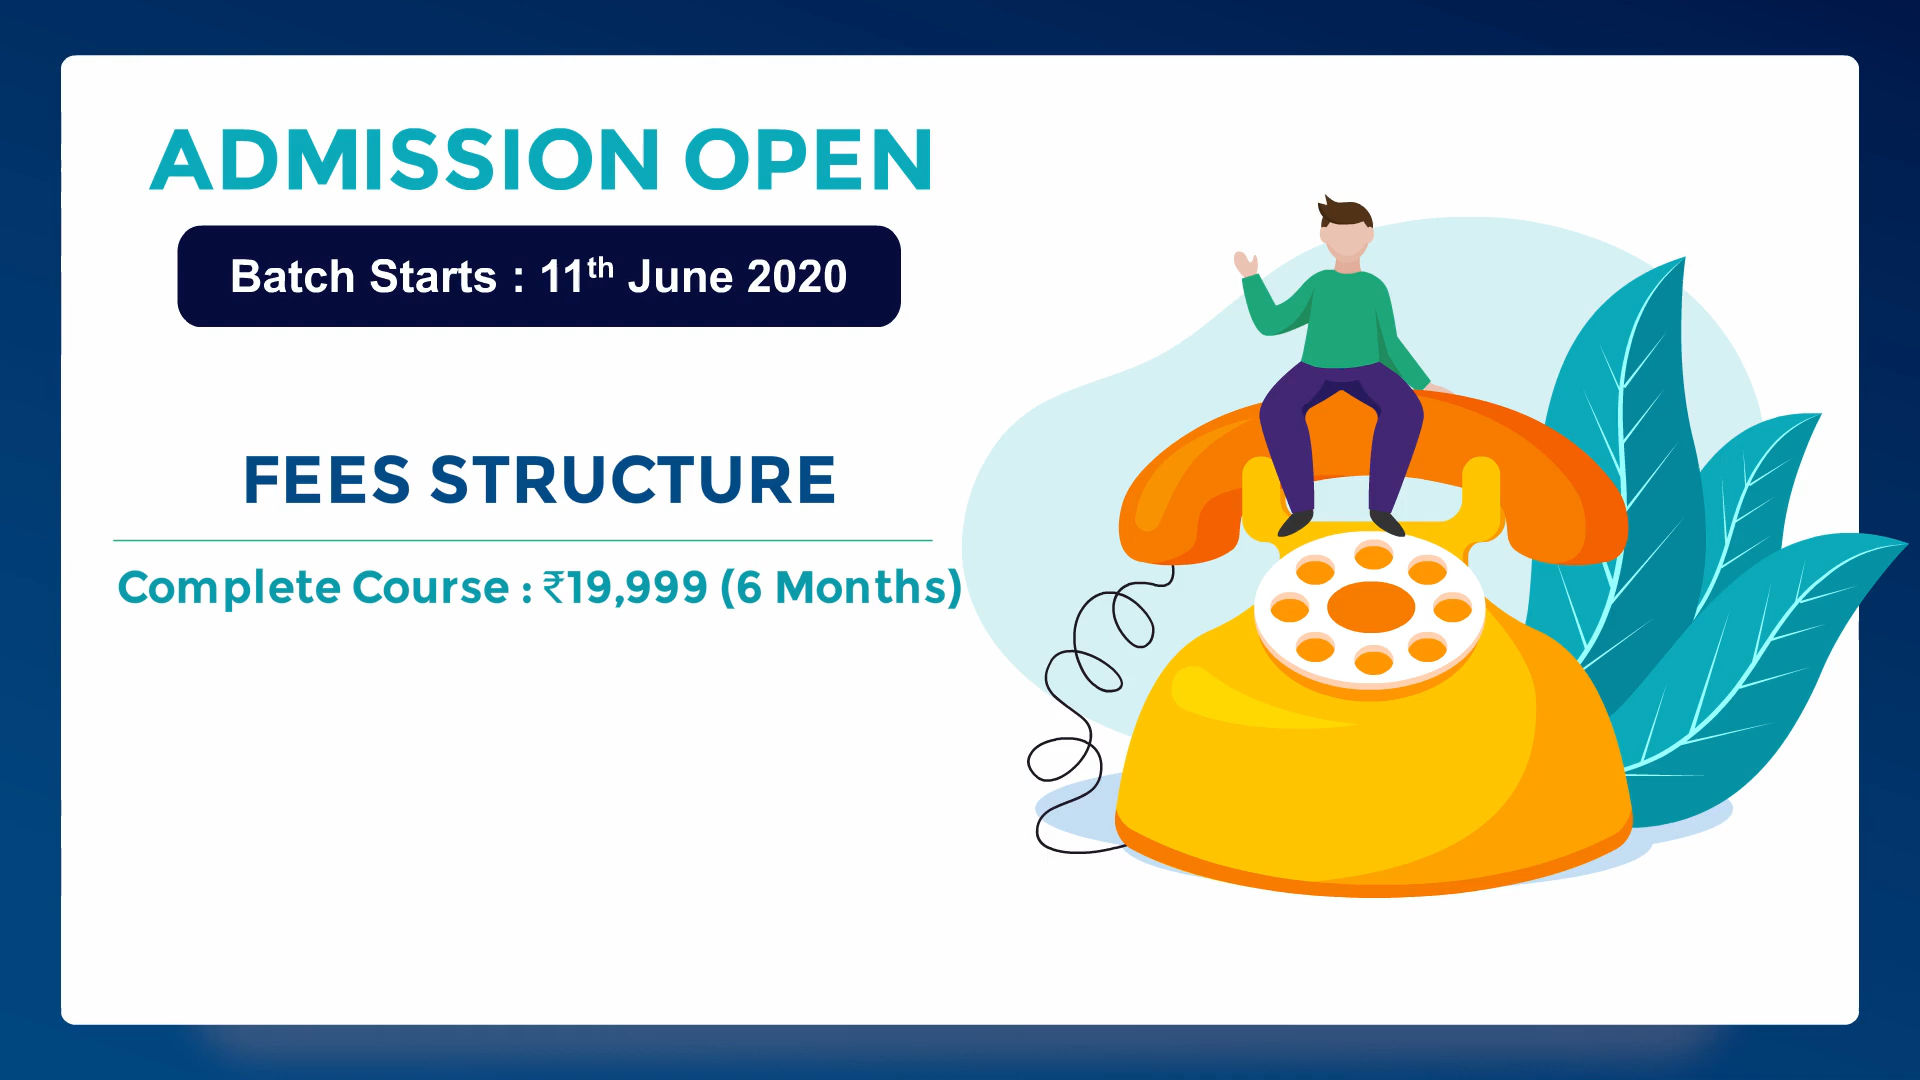 ADMISSION OPEN
Batch Starts : 11th June 2020
FEES STRUCTURE
Complete Course : ₹19,999 (6 Months)